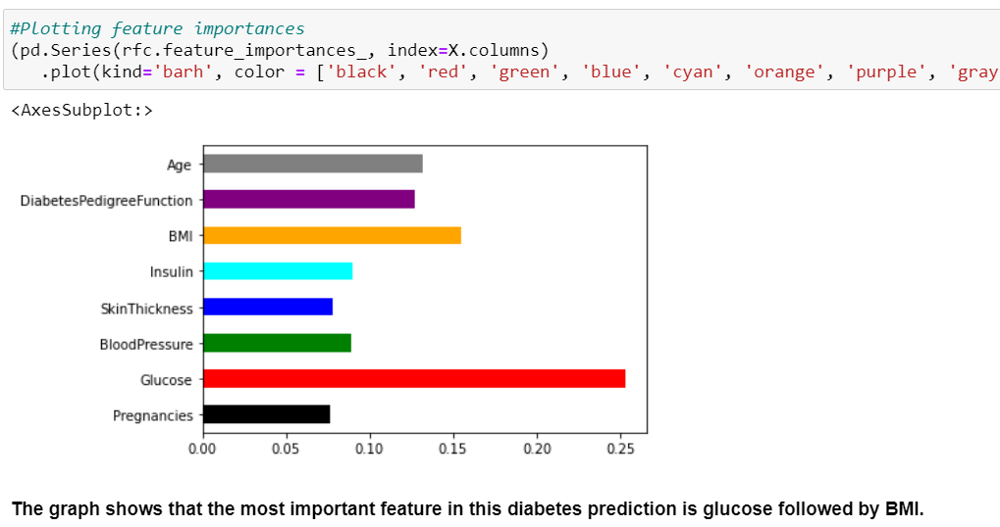 #Plotting feature importances
(pd.Series(rfc.feature_importances_, index=X.columns)
.plot(kind='barh', color = ['black', 'red', 'green', 'blue', 'cyan', 'orange', 'purple', 'gray
<AxesSubplot:>
Age
DiabetesPedigreeFunction
BMI
Insulin
SkinThickness
BloodPressure
Glucose
Pregnancies
0.00 0.05 0.10 0.15 0.20 0.25
The graph shows that the most important feature in this diabetes prediction is glucose followed by BMI.